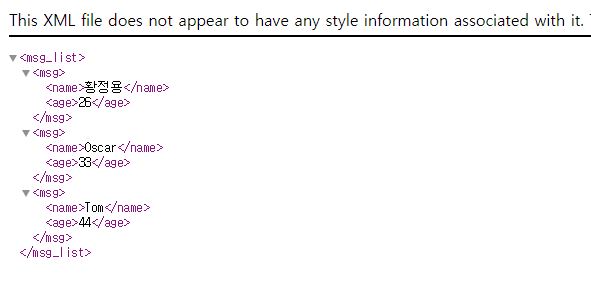 This XML file does not appear to have any style information associated with it.
▼<msg_list>
▼<msg>
<name>황정용</name>
<age>26</age>
</msg>
▼<msg>
<name>Oscar</name>
<age>33</age>
</msg>
▼<msg>
<name>Tom</name>
<age>44</age>
</msg>
</msg_list>